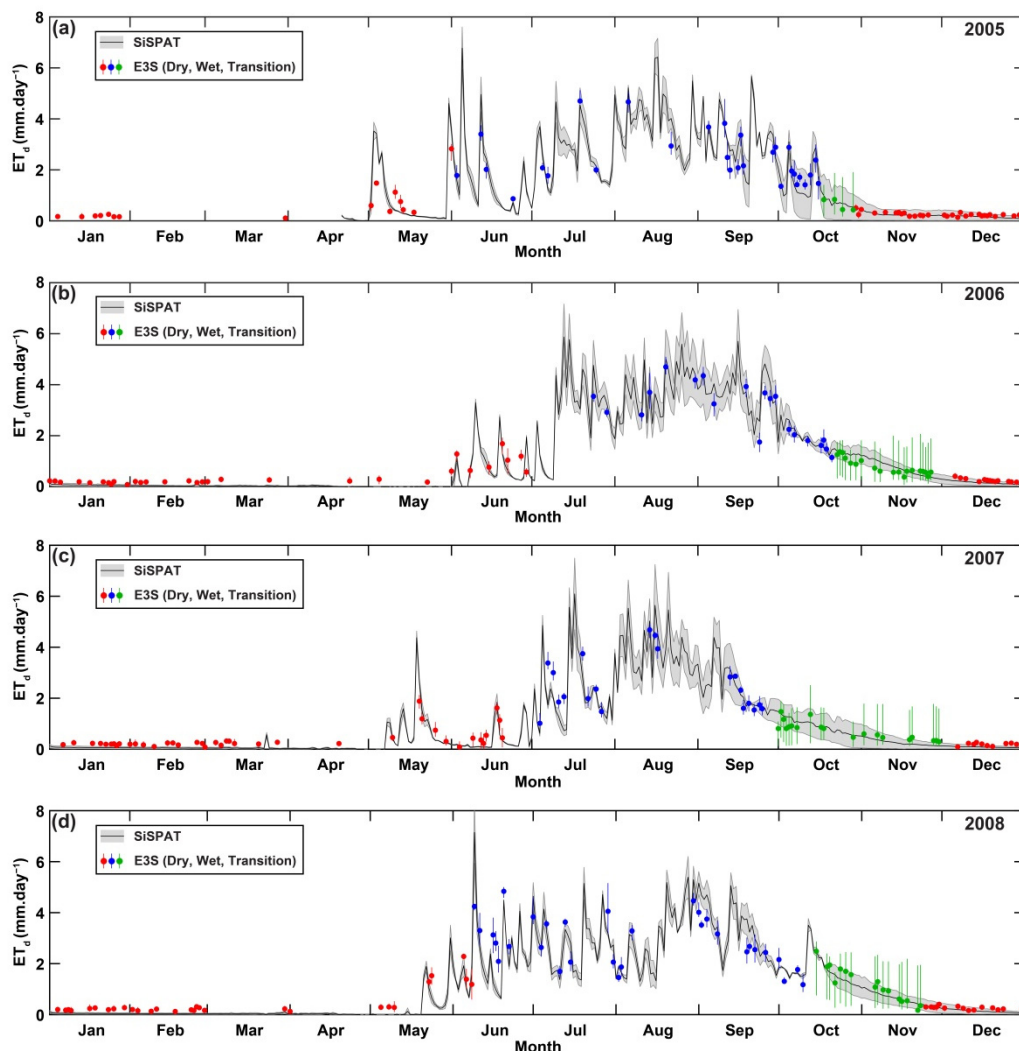 (a)
2005
SiSPAT
E3S (Dry, Wet, Transition)
ETd (mm.day⁻¹)
8
6
4
2
0
Jan Feb Mar Apr May Jun Jul Aug Sep Oct Nov Dec
Month
(b)
2006
SiSPAT
E3S (Dry, Wet, Transition)
ETd (mm.day⁻¹)
8
6
4
2
0
Jan Feb Mar Apr May Jun Jul Aug Sep Oct Nov Dec
Month
(c)
2007
SiSPAT
E3S (Dry, Wet, Transition)
ETd (mm.day⁻¹)
8
6
4
2
0
Jan Feb Mar Apr May Jun Jul Aug Sep Oct Nov Dec
Month
(d)
2008
SiSPAT
E3S (Dry, Wet, Transition)
ETd (mm.day⁻¹)
8
6
4
2
0
Jan Feb Mar Apr May Jun Jul Aug Sep Oct Nov Dec
Month